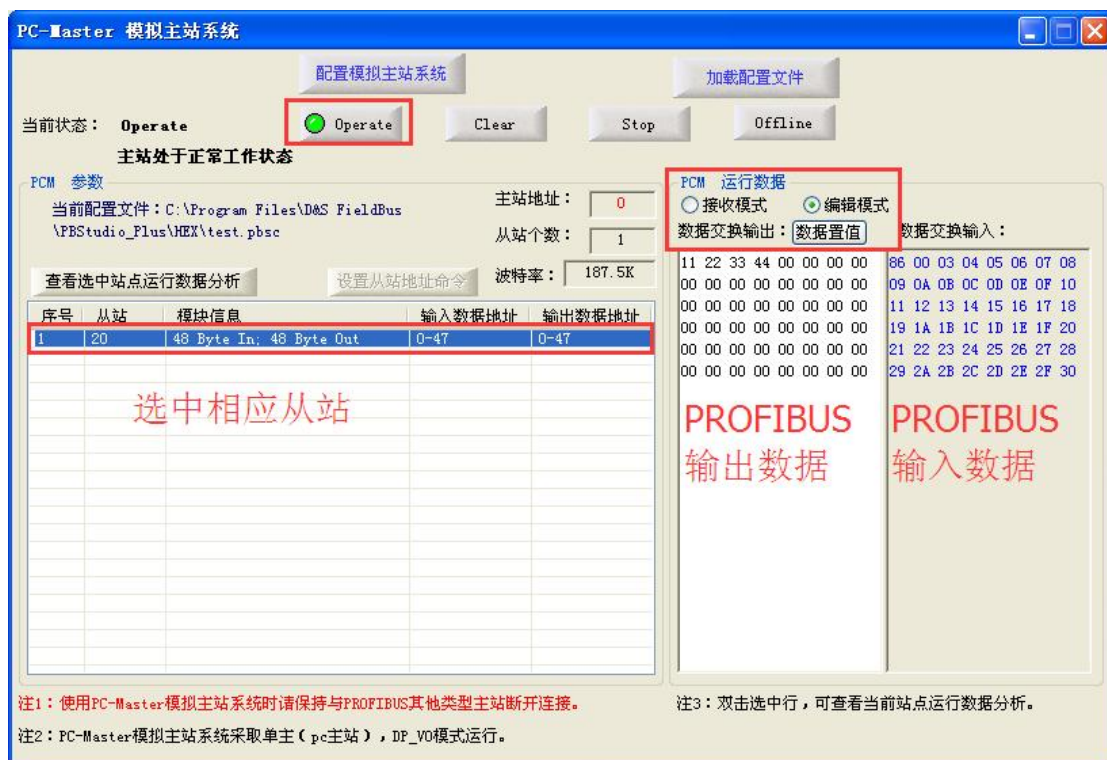 PC-Master 模拟主站系统
配置模拟主站系统
加载配置文件
当前状态： Operate
Operate
Clear
Stop
Offline
主站处于正常工作状态
PCM 参数
当前配置文件：C:\Program Files\D&S FieldBus
\PBStudio_Plus\HEX\test.pbsc
主站地址： 0
从站个数： 1
波特率： 187.5K
查看选中站点运行数据分析
设置从站地址命令
序号 从站 模块信息 输入数据地址 输出数据地址
1 20 48 Byte In; 48 Byte Out 0-47 0-47
选中相应从站
PCM 运行数据
接收模式 编辑模式
数据交换输出： 数据置值 数据交换输入：
11 22 33 44 00 00 00 00
00 00 00 00 00 00 00 00
00 00 00 00 00 00 00 00
00 00 00 00 00 00 00 00
00 00 00 00 00 00 00 00
00 00 00 00 00 00 00 00
86 00 03 04 05 06 07 08
09 0A 0B 0C 0D 0E 0F 10
11 12 13 14 15 16 17 18
19 1A 1B 1C 1D 1E 1F 20
21 22 23 24 25 26 27 28
29 2A 2B 2C 2D 2E 2F 30
PROFIBUS
输出数据
PROFIBUS
输入数据
注1：使用PC-Master模拟主站系统时请保持与PROFIBUS其他类型主站断开连接。
注3：双击选中行，可查看当前站点运行数据分析。
注2：PC-Master模拟主站系统采取单主(pc主站)，DP_V0模式运行。